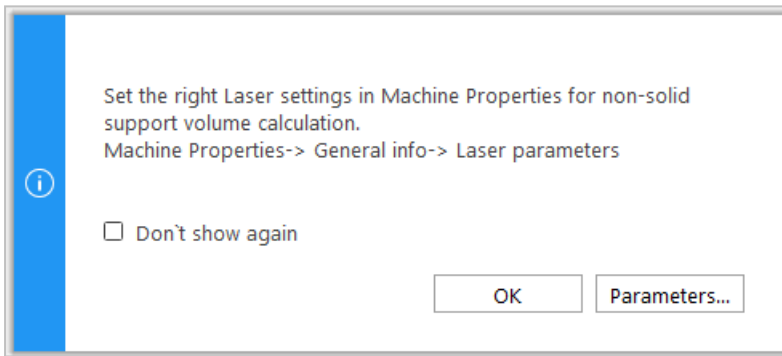 Set the right Laser settings in Machine Properties for non-solid
support volume calculation.
Machine Properties-> General info-> Laser parameters
Don`t show again
OK
Parameters...